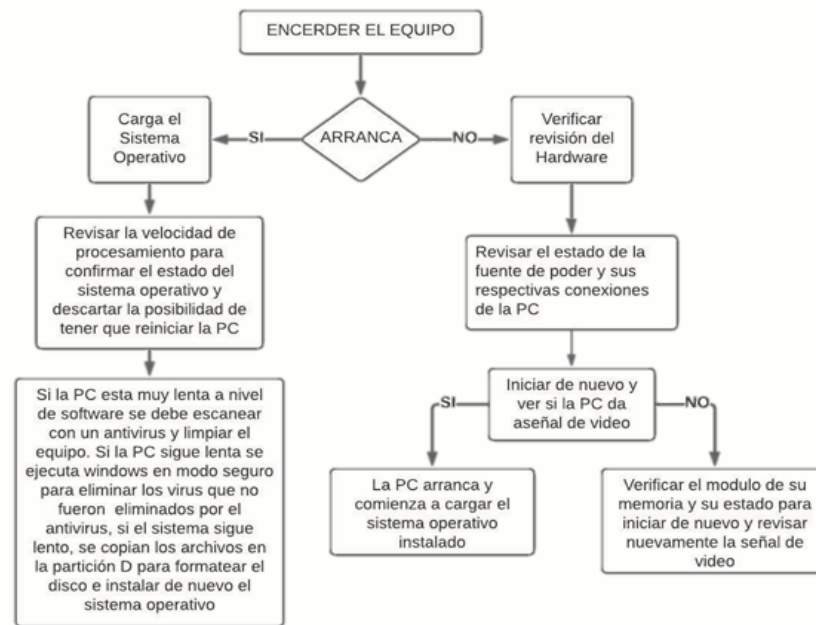 ENCERDER EL EQUIPO
Carga el
Sistema
Operativo
SI
ARRANCA
NO
Verificar
revisión del
Hardware
Revisar la velocidad de
procesamiento para
confirmar el estado del
sistema operativo y
descartar la posibilidad de
tener que reiniciar la PC
Revisar el estado de la
fuente de poder y sus
respectivas conexiones
de la PC
Si la PC esta muy lenta a nivel
de software se debe escanear
con un antivirus y limpiar el
equipo. Si la PC sigue lenta se
ejecuta windows en modo seguro
para eliminar los virus que no
fueron eliminados por el
antivirus, si el sistema sigue
lento, se copian los archivos en
la partición D para formatear el
disco e instalar de nuevo el
sistema operativo
Iniciar de nuevo y
ver si la PC da
aseñal de video
SI
NO
La PC arranca y
comienza a cargar el
sistema operativo
instalado
Verificar el modulo de su
memoria y su estado para
iniciar de nuevo y revisar
nuevamente la señal de
video